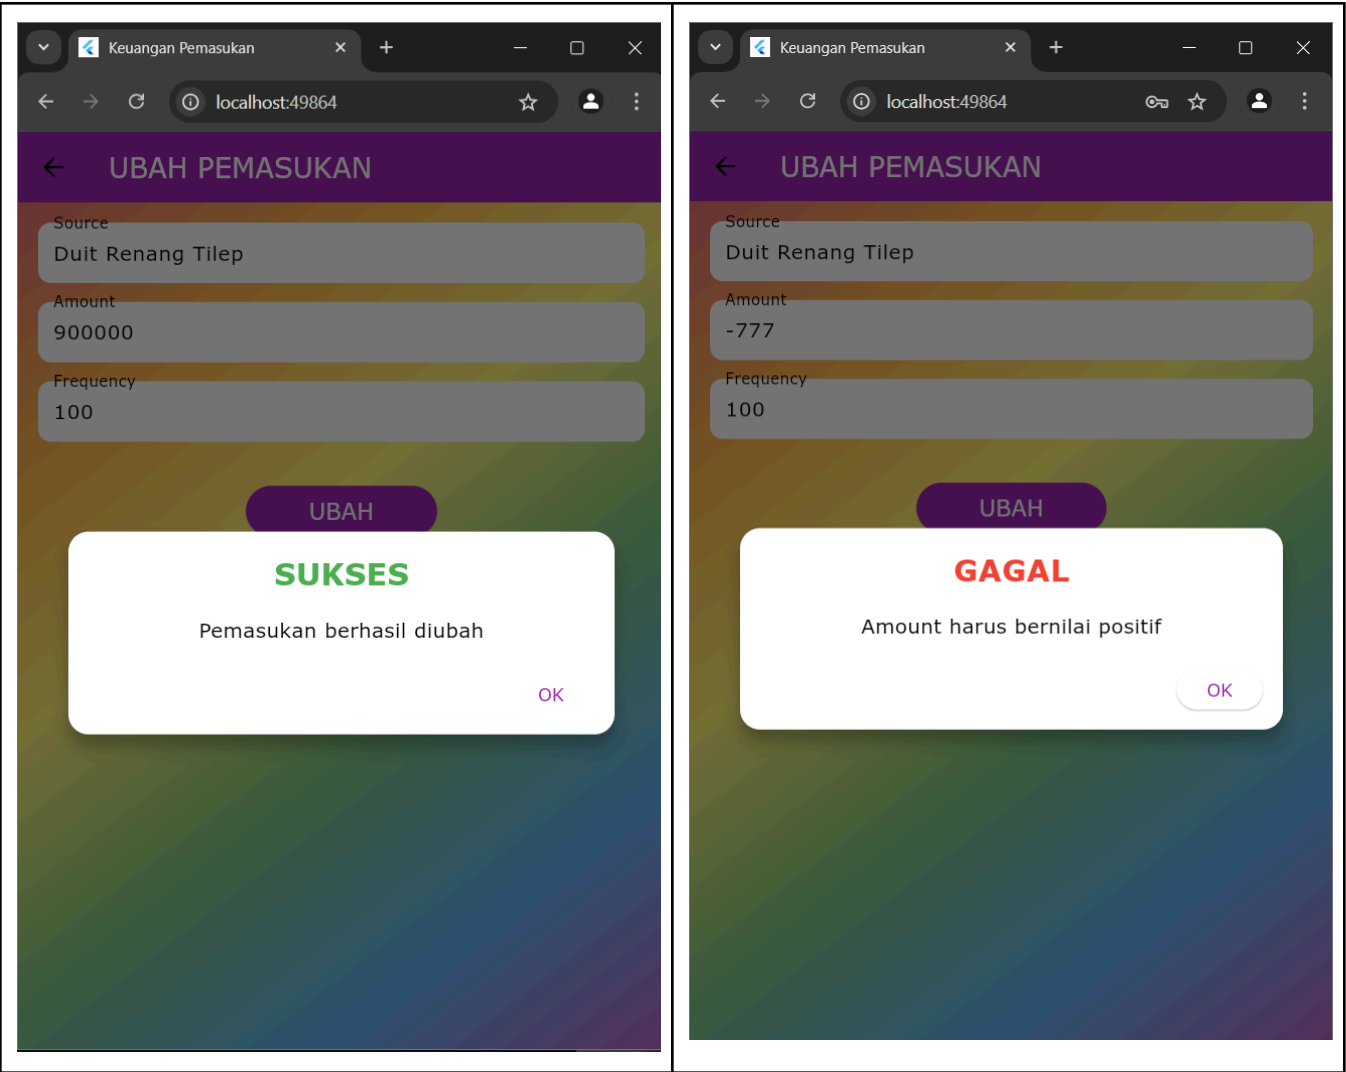 Keuangan Pemasukan
localhost:49864
UBAH PEMASUKAN
Source
Duit Renang Tilep
Amount
900000
Frequency
100
UBAH
SUKSES
Pemasukan berhasil diubah
OK
Keuangan Pemasukan
localhost:49864
UBAH PEMASUKAN
Source
Duit Renang Tilep
Amount
-777
Frequency
100
UBAH
GAGAL
Amount harus bernilai positif
OK